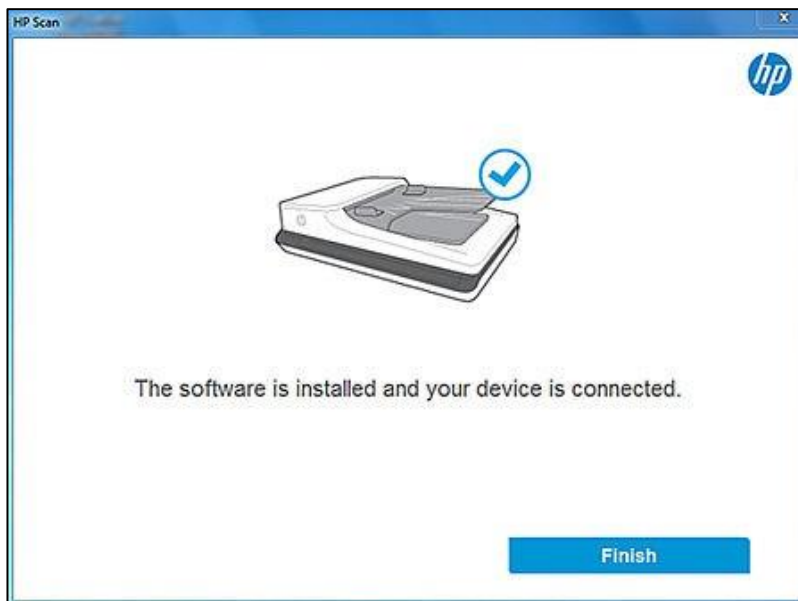 HP Scan
hp
The software is installed and your device is connected.
Finish